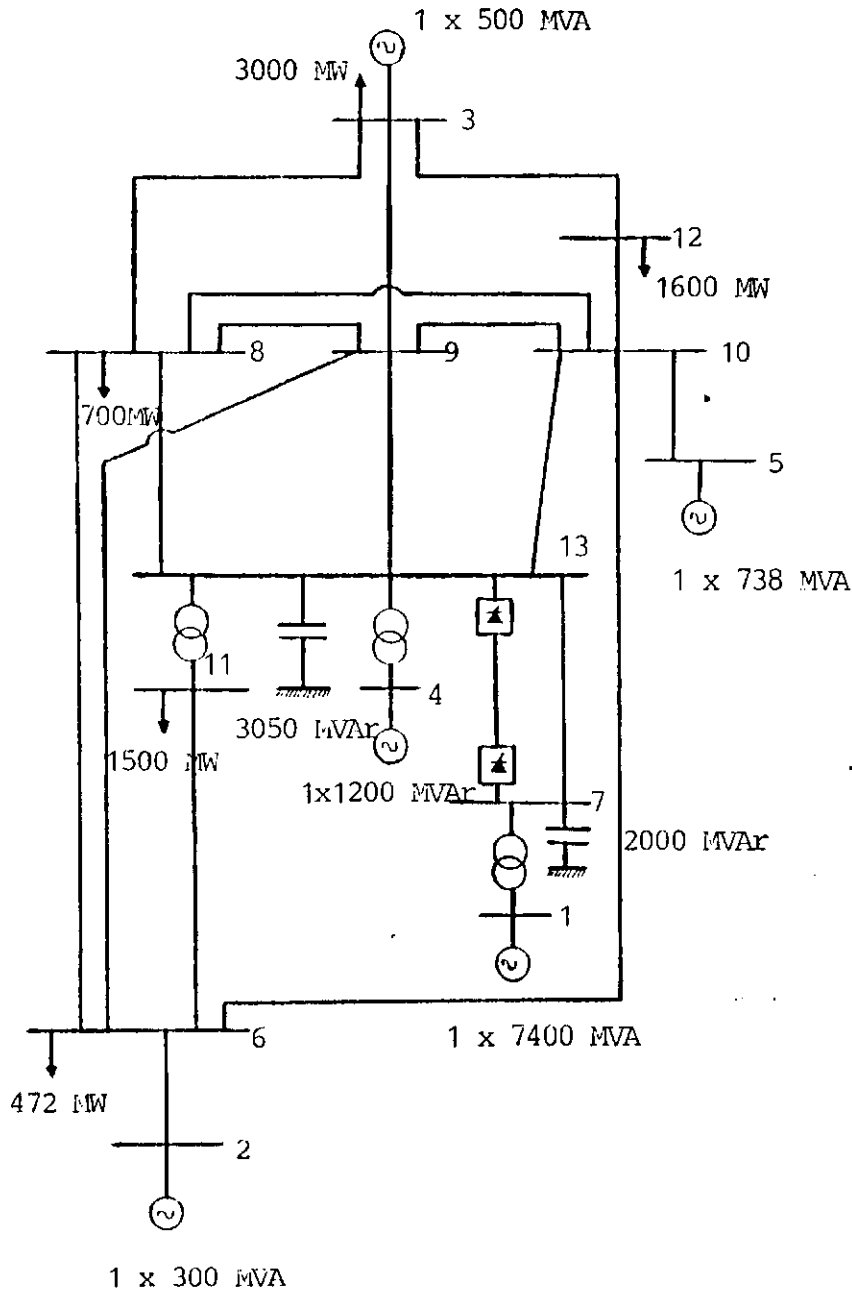 1 x 500 MVA
3000 MW
3
12
1600 MW
8
9
10
700MW
5
13
1 x 738 MVA
11
4
3050 MVAr
1500 MW
1x1200 MVAr
7
2000 MVAr
1
6
1 x 7400 MVA
472 MW
2
1 x 300 MVA